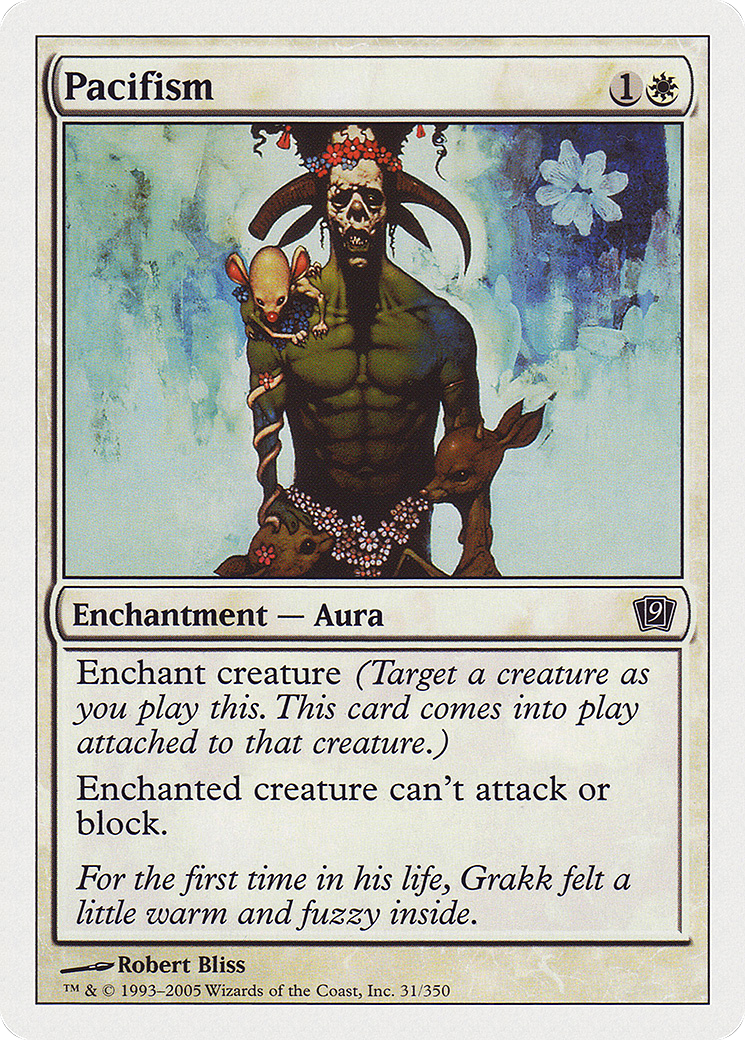 Pacifism 1
Enchantment — Aura 9
Enchant creature (Target a creature as
you play this. This card comes into play
attached to that creature.)
Enchanted creature can't attack or
block.
For the first time in his life, Grakk felt a
little warm and fuzzy inside.
Robert Bliss
™ & © 1993–2005 Wizards of the Coast, Inc. 31/350